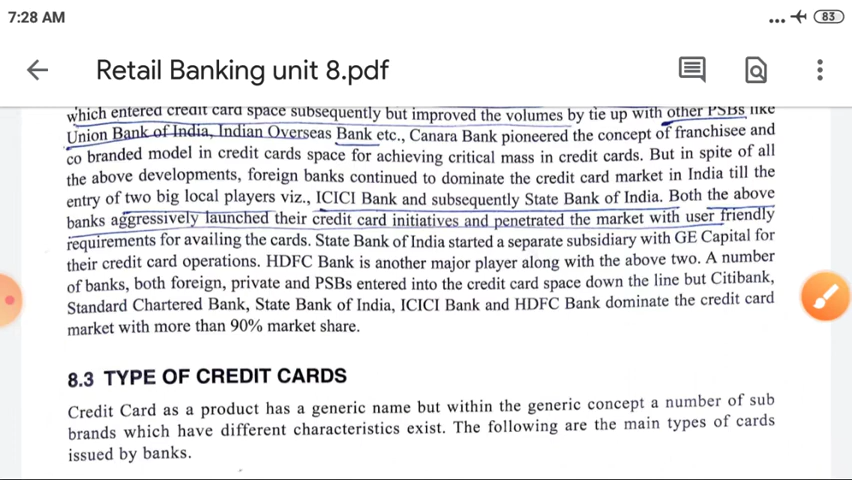 7:28 AM
... 83
Retail Banking unit 8.pdf
which entered credit card space subsequently but improved the volumes by tie up with other PSBs like
Union Bank of India, Indian Overseas Bank etc., Canara Bank pioneered the concept of franchisee and
co branded model in credit cards space for achieving critical mass in credit cards. But in spite of all
the above developments, foreign banks continued to dominate the credit card market in India till the
entry of two big local players viz., ICICI Bank and subsequently State Bank of India. Both the above
banks aggressively launched their credit card initiatives and penetrated the market with user friendly
requirements for availing the cards. State Bank of India started a separate subsidiary with GE Capital for
their credit card operations. HDFC Bank is another major player along with the above two. A number
of banks, both foreign, private and PSBs entered into the credit card space down the line but Citibank,
Standard Chartered Bank, State Bank of India, ICICI Bank and HDFC Bank dominate the credit card
market with more than 90% market share.
8.3 TYPE OF CREDIT CARDS
Credit Card as a product has a generic name but within the generic concept a number of sub
brands which have different characteristics exist. The following are the main types of cards
issued by banks.